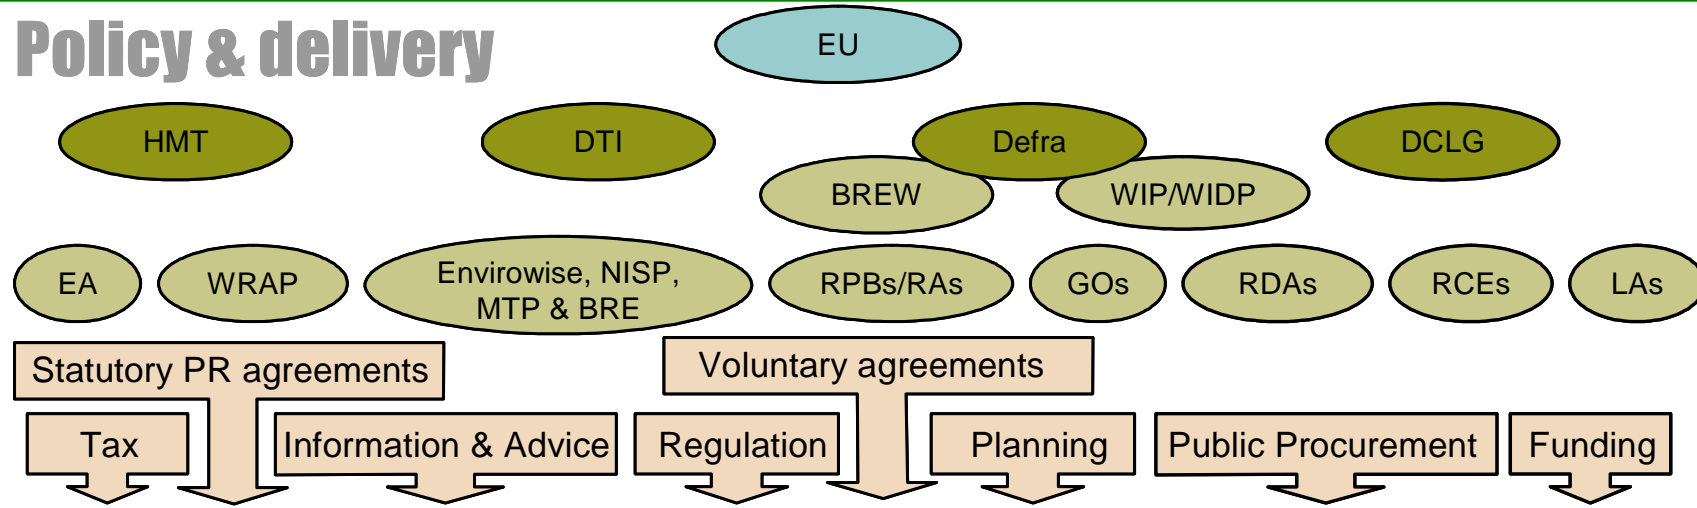 Policy & delivery
EU
HMT
DTI
Defra
DCLG
BREW
WIP/WIDP
EA
WRAP
Envirowise, NISP,
MTP & BRE
RPBs/RAs
GOs
RDAs
RCEs
LAs
Statutory PR agreements
Voluntary agreements
Tax
Information & Advice
Regulation
Planning
Public Procurement
Funding